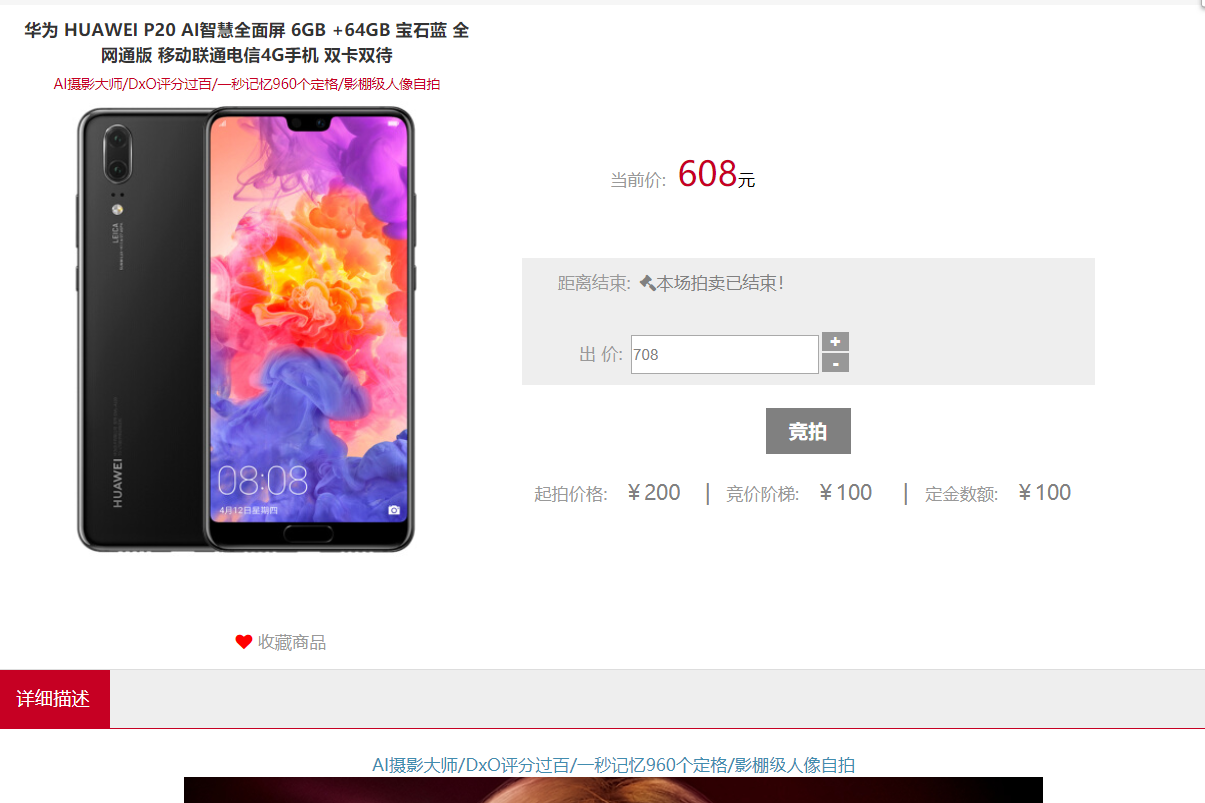 华为 HUAWEI P20 AI智慧全面屏 6GB +64GB 宝石蓝 全
网通版 移动联通电信4G手机 双卡双待
AI摄影大师/DxO评分过百/一秒记忆960个定格/影棚级人像自拍
LEICA
HUAWEI
08:08
4月12日星期四
当前价: 608元
距离结束: 本场拍卖已结束!
出 价: 708
+
-
竞拍
起拍价格: ¥200 | 竞价阶梯: ¥100 | 定金数额: ¥100
收藏商品
详细描述
AI摄影大师/DxO评分过百/一秒记忆960个定格/影棚级人像自拍